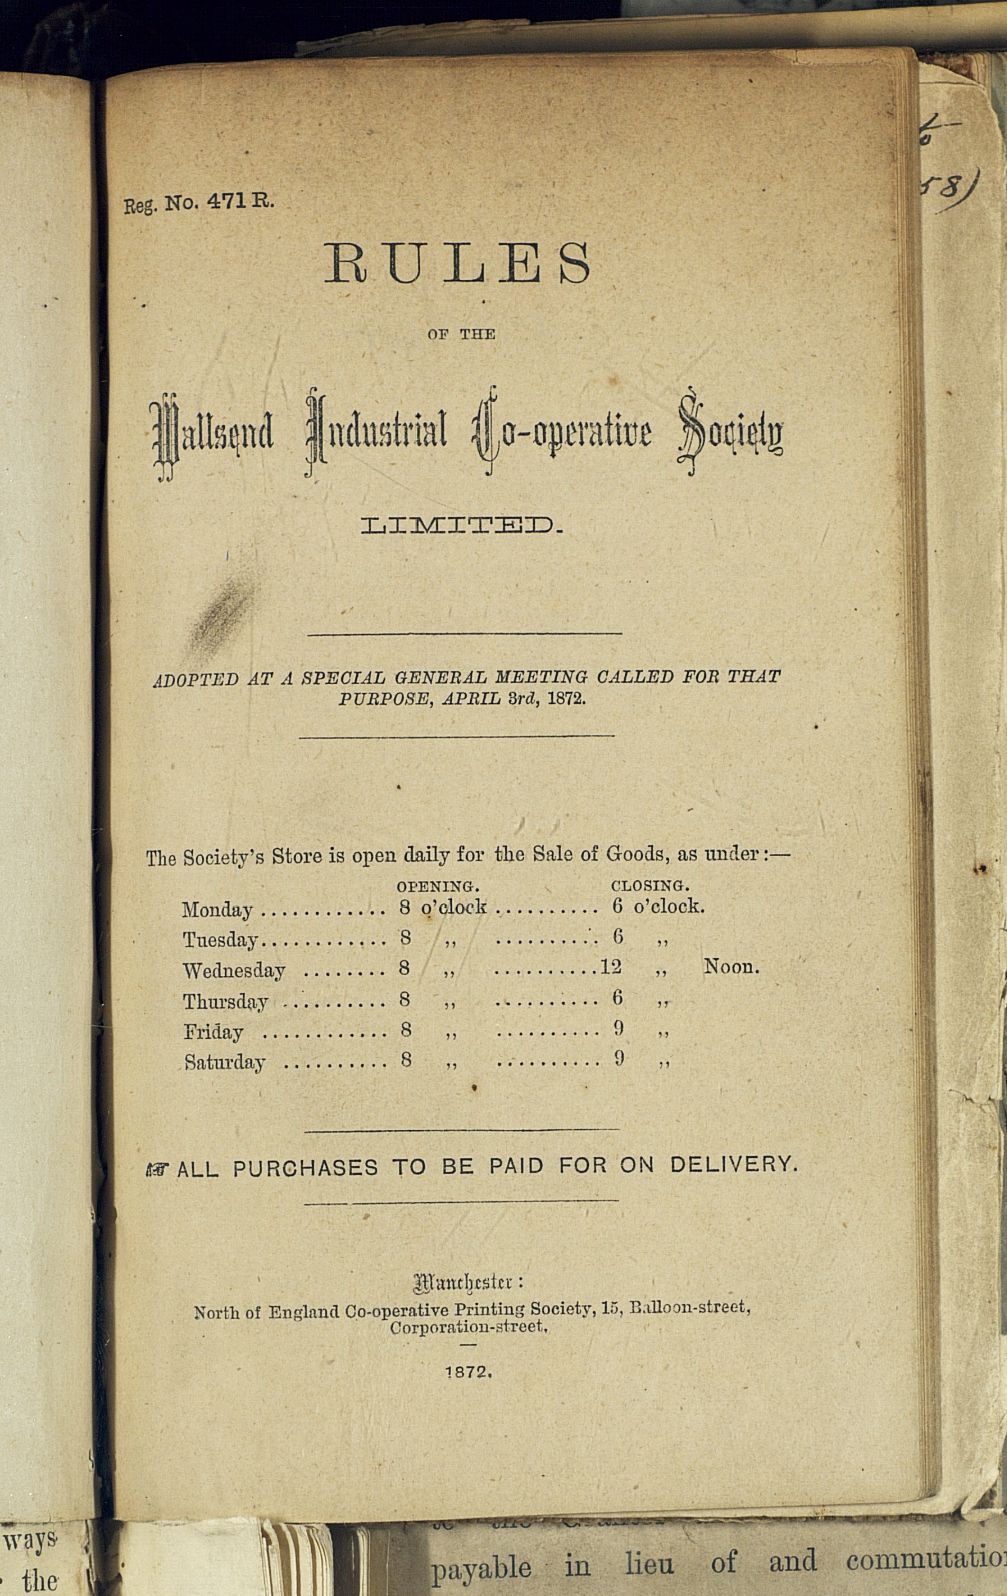 Reg. No. 471 R.
RULES
OF THE
Wallsend Industrial Co-operative Society
LIMITED.
ADOPTED AT A SPECIAL GENERAL MEETING CALLED FOR THAT
PURPOSE, APRIL 3rd, 1872.
The Society's Store is open daily for the Sale of Goods, as under:—
OPENING. CLOSING.
Monday ............ 8 o'clock .......... 6 o'clock.
Tuesday............ 8 ,, .......... 6 ,,
Wednesday ........ 8 ,, ..........12 ,, Noon.
Thursday .......... 8 ,, .......... 6 ,,
Friday ............ 8 ,, .......... 9 ,,
Saturday .......... 8 ,, .......... 9 ,,
☞ ALL PURCHASES TO BE PAID FOR ON DELIVERY.
Manchester:
North of England Co-operative Printing Society, 15, Balloon-street,
Corporation-street.
1872.
58)
ways
the
payable in lieu of and commutatio